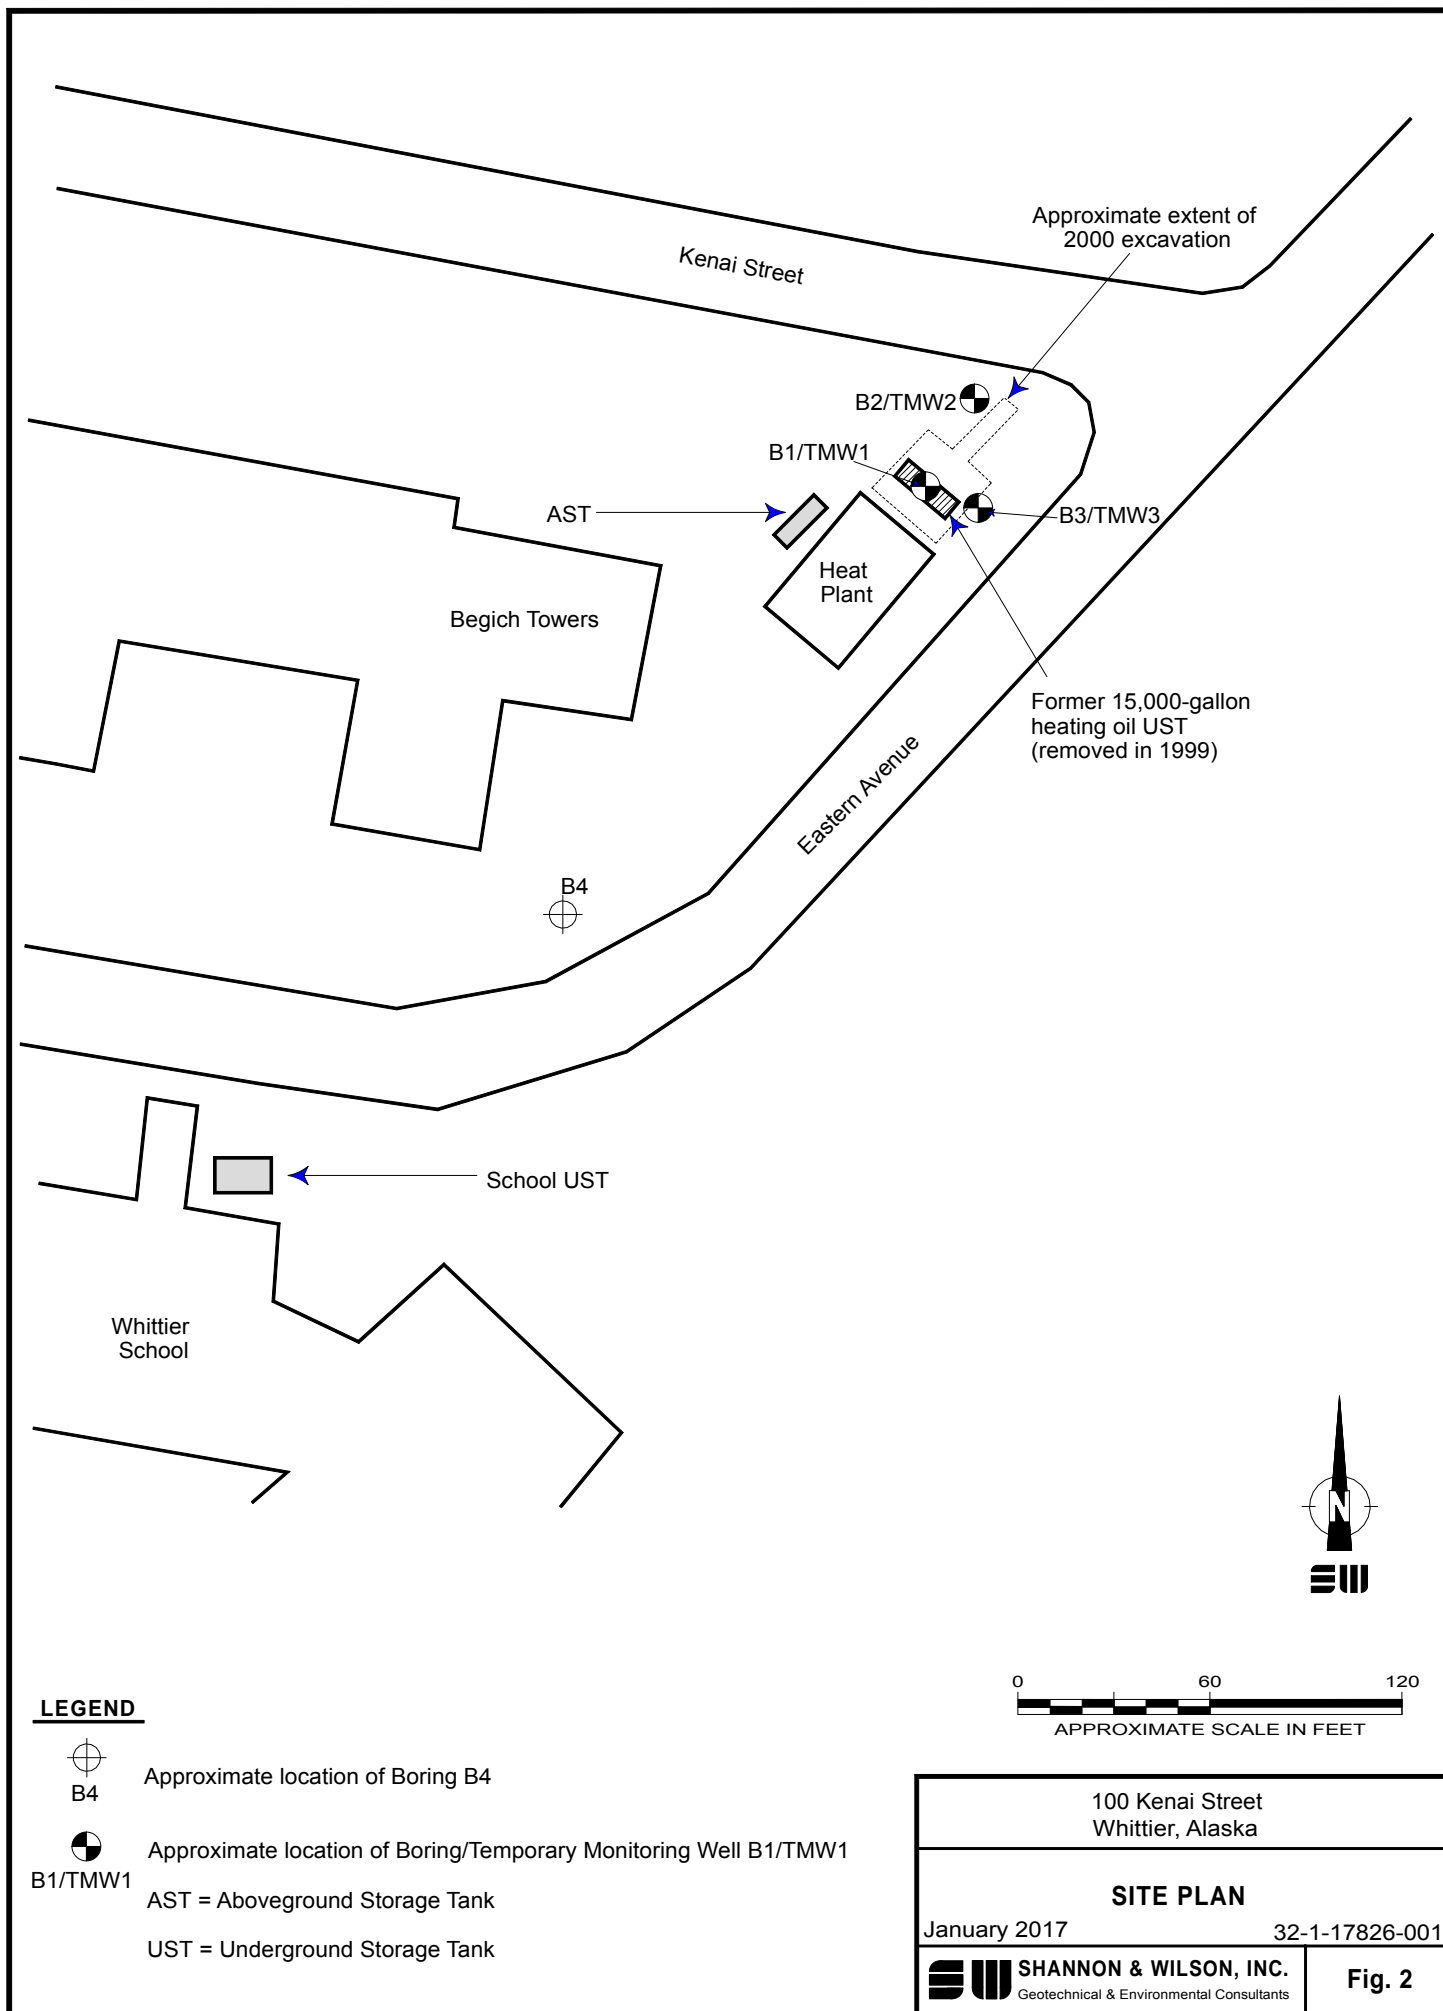 Approximate extent of
2000 excavation
Kenai Street
B2/TMW2
B1/TMW1
AST
B3/TMW3
Heat
Plant
Begich Towers
Former 15,000-gallon
heating oil UST
(removed in 1999)
Eastern Avenue
B4
School UST
Whittier
School
N
SW
0 60 120
APPROXIMATE SCALE IN FEET
LEGEND
B4
Approximate location of Boring B4
B1/TMW1
Approximate location of Boring/Temporary Monitoring Well B1/TMW1
AST = Aboveground Storage Tank
UST = Underground Storage Tank
100 Kenai Street
Whittier, Alaska
SITE PLAN
January 2017 32-1-17826-001
SW SHANNON & WILSON, INC.
Geotechnical & Environmental Consultants
Fig. 2